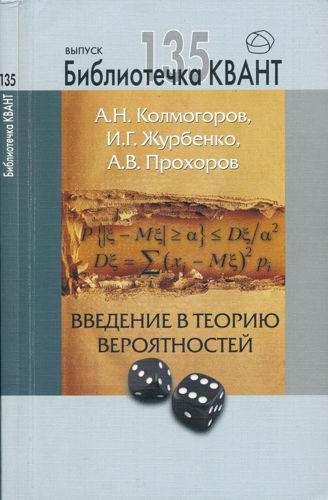 135
Библиотечка КВАНТ
ВЫПУСК
135
Библиотечка КВАНТ
А.Н. Колмогоров,
И.Г. Журбенко,
А.В. Прохоров
P{|ξ − Mξ| ≥ α} ≤ Dξ/α²
Dξ = ∑ᵢ (xᵢ − Mξ)² pᵢ
ВВЕДЕНИЕ В ТЕОРИЮ
ВЕРОЯТНОСТЕЙ